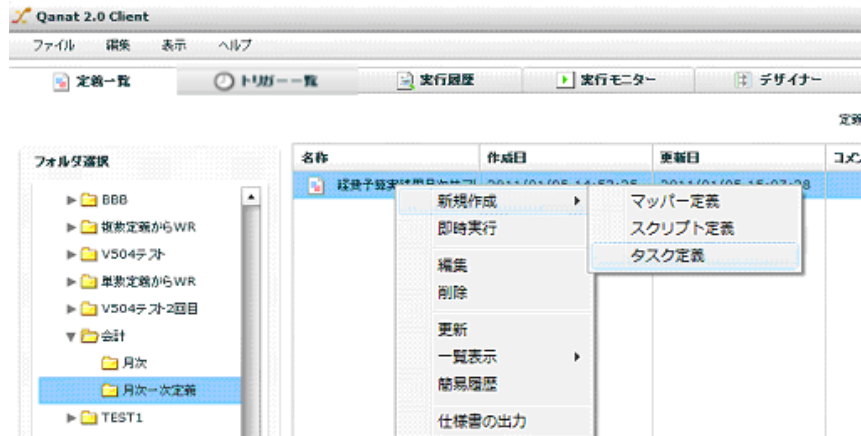 Qanat 2.0 Client
ファイル 編集 表示 ヘルプ
定義一覧 トリガー一覧 実行履歴 実行モニター デザイナー
フォルダ選択
名称 作成日 更新日
BBB
複数定義からWR
V504テスト
単数定義からWR
V504テスト2回目
会計
月次
月次一次定義
TEST1
新規作成
即時実行
編集
削除
更新
一覧表示
簡易履歴
仕様書の出力
マッパー定義
スクリプト定義
タスク定義